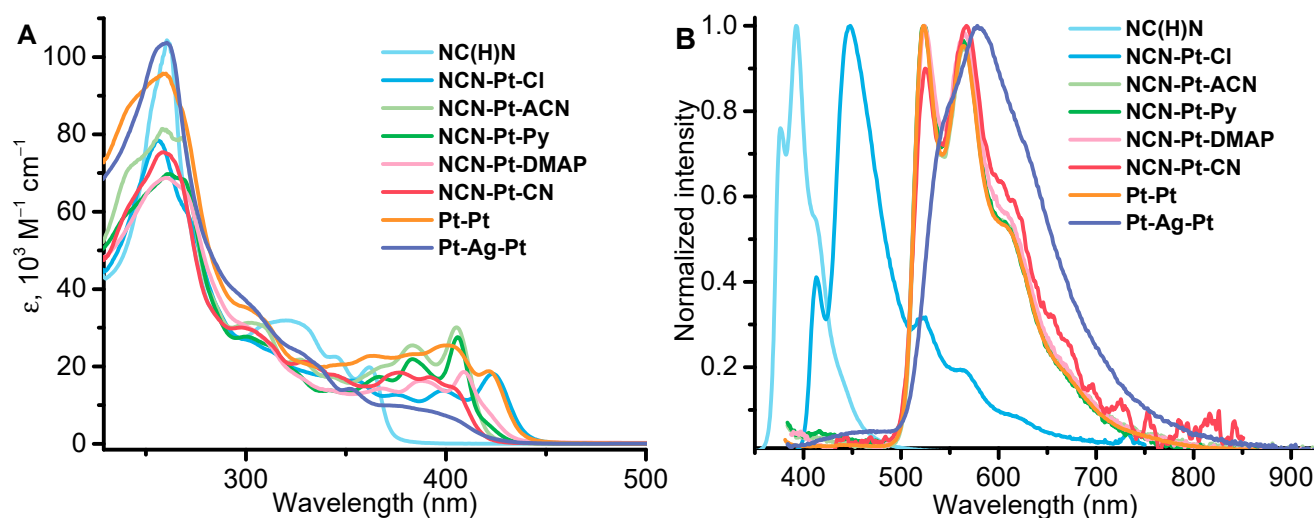 A
ε, 10³ M⁻¹ cm⁻¹
100
80
60
40
20
0
300
400
500
Wavelength (nm)
NC(H)N
NCN-Pt-Cl
NCN-Pt-ACN
NCN-Pt-Py
NCN-Pt-DMAP
NCN-Pt-CN
Pt-Pt
Pt-Ag-Pt
B
Normalized intensity
1.0
0.8
0.6
0.4
0.2
400
500
600
700
800
900
Wavelength (nm)
NC(H)N
NCN-Pt-Cl
NCN-Pt-ACN
NCN-Pt-Py
NCN-Pt-DMAP
NCN-Pt-CN
Pt-Pt
Pt-Ag-Pt